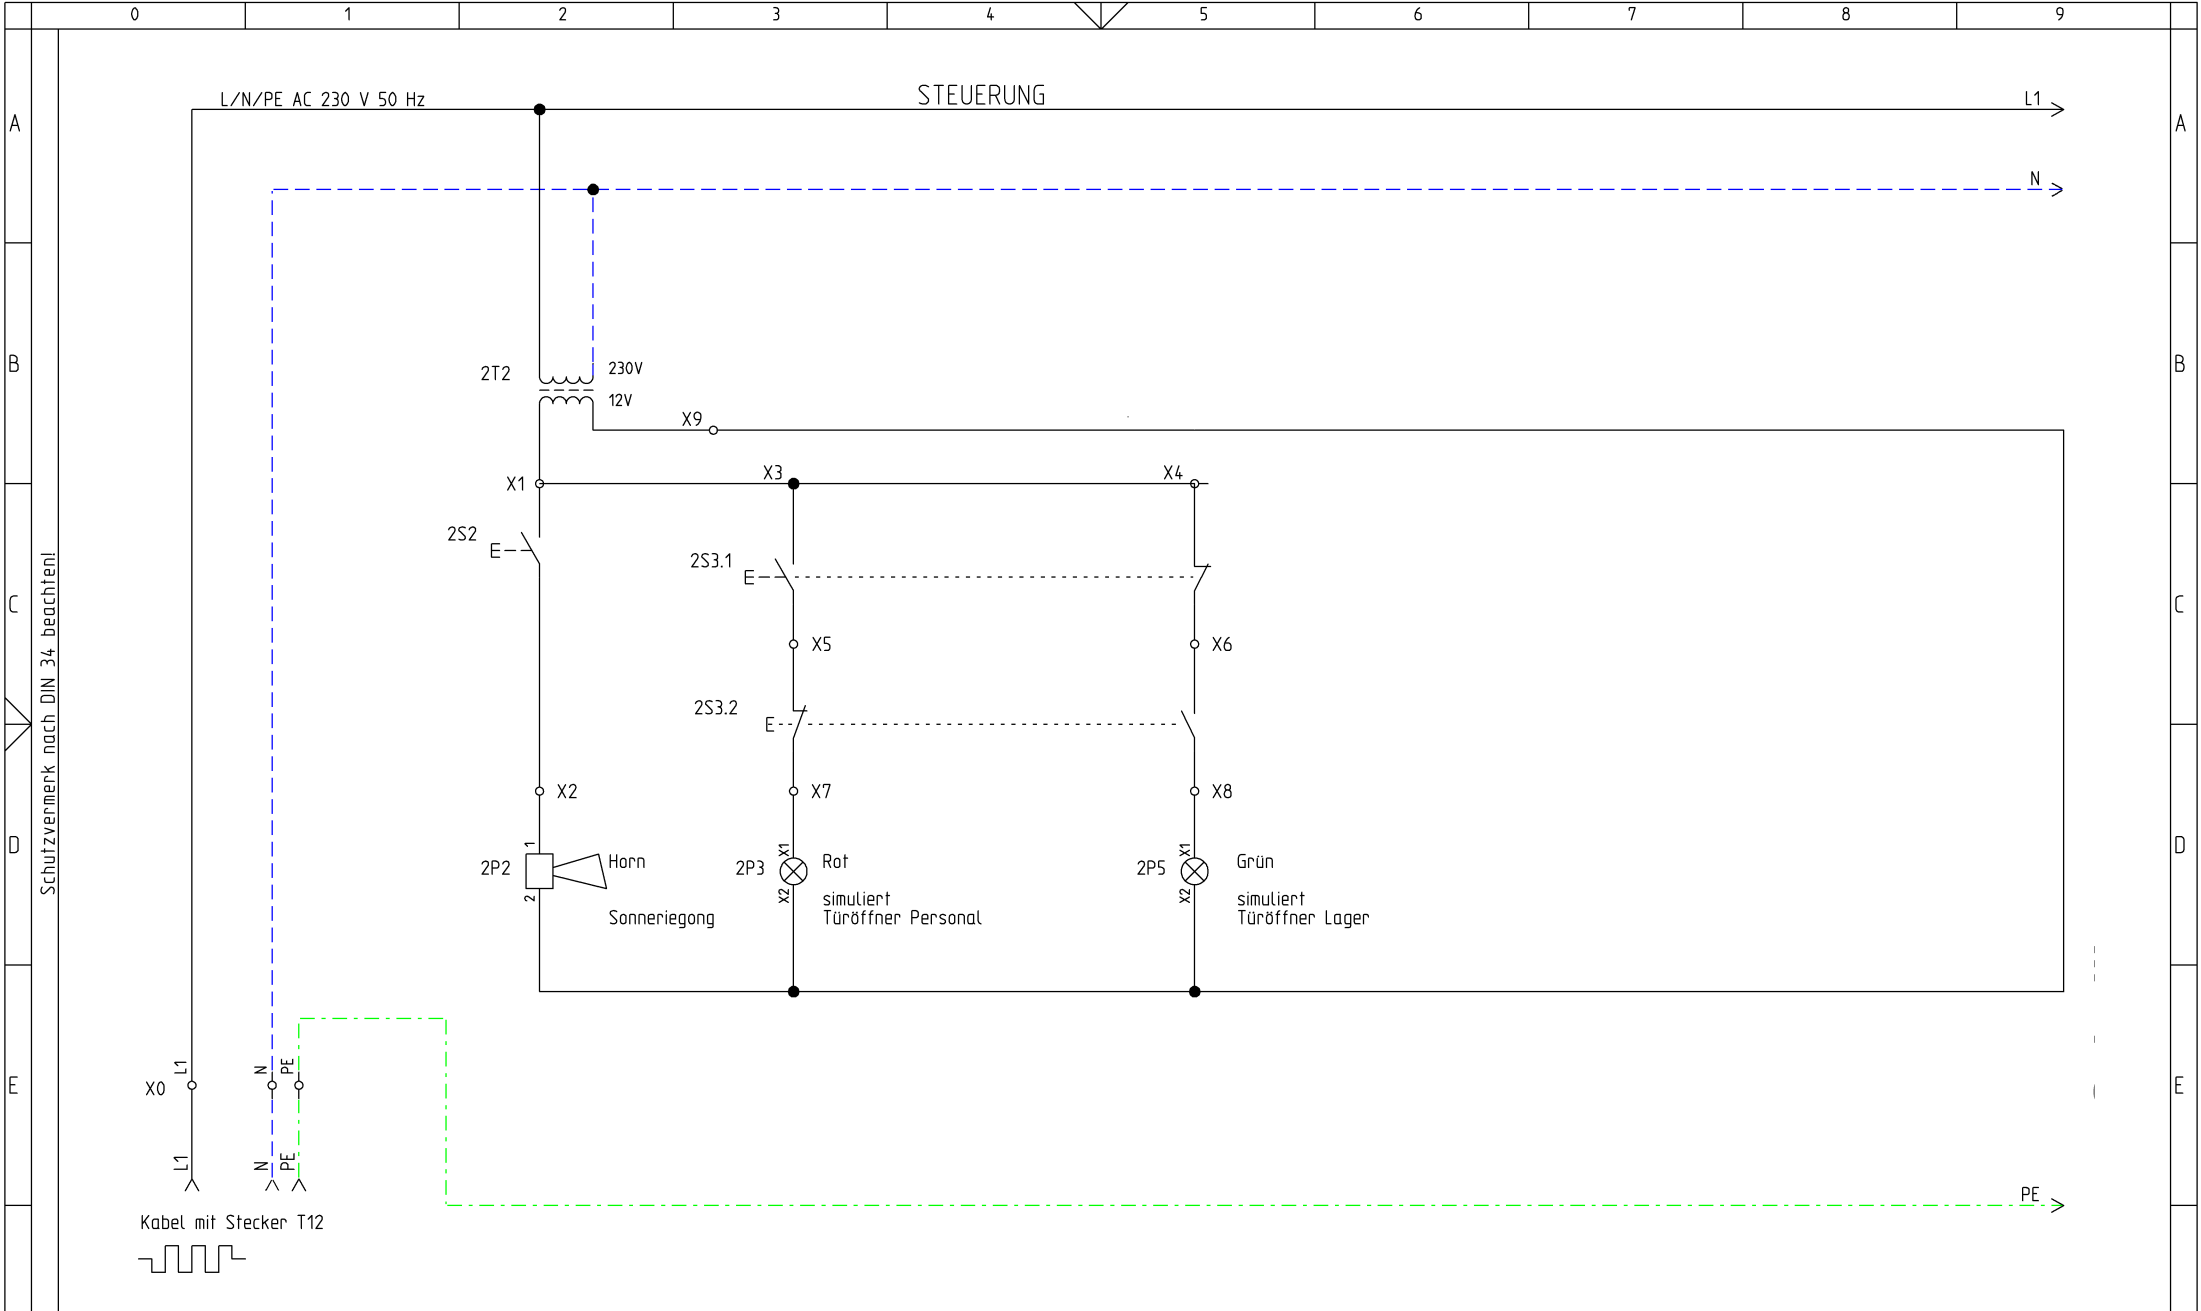 0 1 2 3 4 5 6 7 8 9
L/N/PE AC 230 V 50 Hz
STEUERUNG
L1
A
A
N
B
B
2T2
230V
12V
X9
X1
X3
X4
2S2
E
2S3.1
E
C
C
X5
X6
2S3.2
E
Schutzvermerk nach DIN 34 beachten!
X2
X7
X8
D
D
1
2P2
2
Horn
Sonneriegong
X1
2P3
X2
Rot
simuliert
Türöffner Personal
X1
2P5
X2
Grün
simuliert
Türöffner Lager
E
E
X0
L1
N
PE
L1
N
PE
PE
Kabel mit Stecker T12